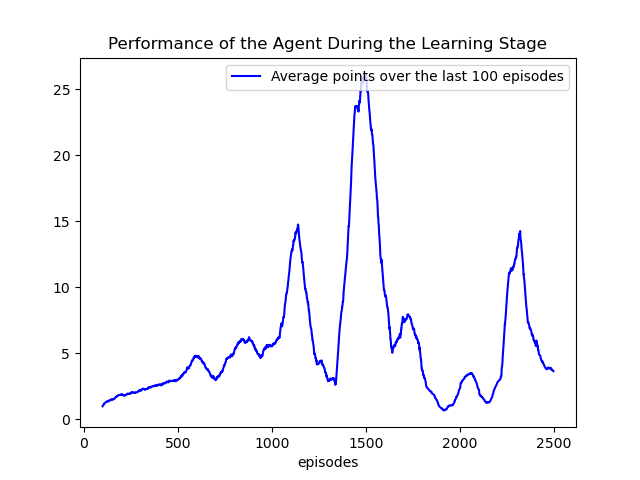 Performance of the Agent During the Learning Stage
Average points over the last 100 episodes
25
20
15
10
5
0
0 500 1000 1500 2000 2500
episodes